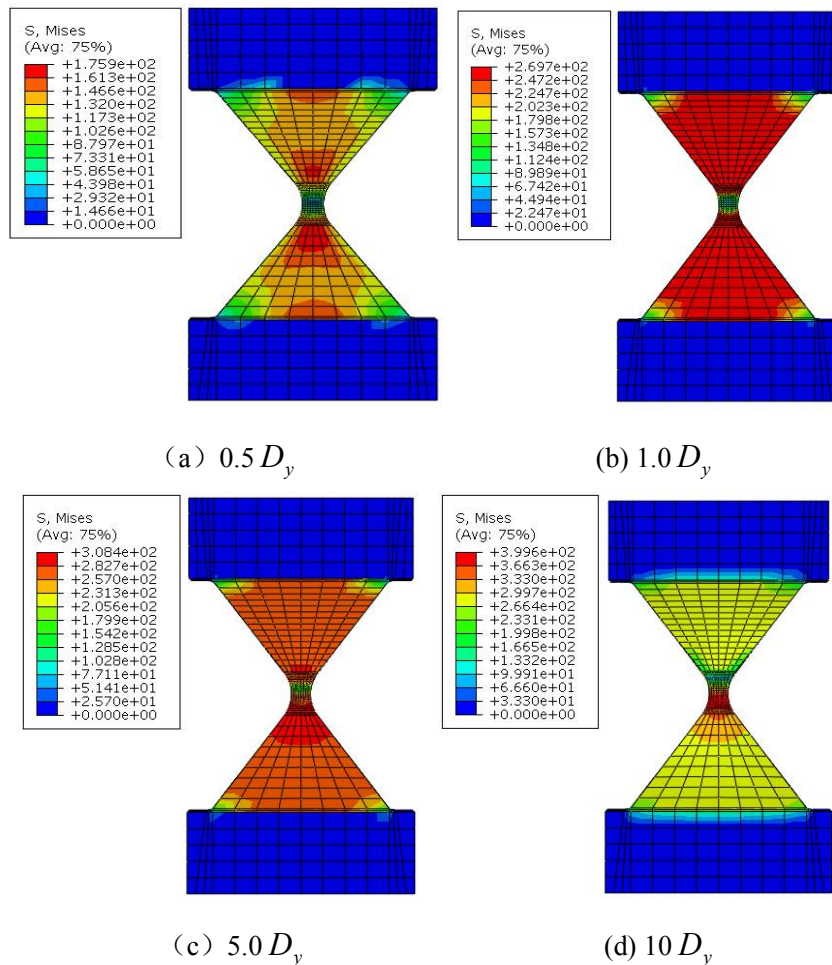 S, Mises
(Avg: 75%)
+1.759e+02
+1.613e+02
+1.466e+02
+1.320e+02
+1.173e+02
+1.026e+02
+8.797e+01
+7.331e+01
+5.865e+01
+4.398e+01
+2.932e+01
+1.466e+01
+0.000e+00
S, Mises
(Avg: 75%)
+2.697e+02
+2.472e+02
+2.247e+02
+2.023e+02
+1.798e+02
+1.573e+02
+1.348e+02
+1.124e+02
+8.989e+01
+6.742e+01
+4.494e+01
+2.247e+01
+0.000e+00
（a）0.5 D_y
(b) 1.0 D_y
S, Mises
(Avg: 75%)
+3.084e+02
+2.827e+02
+2.570e+02
+2.313e+02
+2.056e+02
+1.799e+02
+1.542e+02
+1.285e+02
+1.028e+02
+7.711e+01
+5.141e+01
+2.570e+01
+0.000e+00
S, Mises
(Avg: 75%)
+3.996e+02
+3.663e+02
+3.330e+02
+2.997e+02
+2.664e+02
+2.331e+02
+1.998e+02
+1.665e+02
+1.332e+02
+9.991e+01
+6.660e+01
+3.330e+01
+0.000e+00
（c）5.0 D_y
(d) 10 D_y